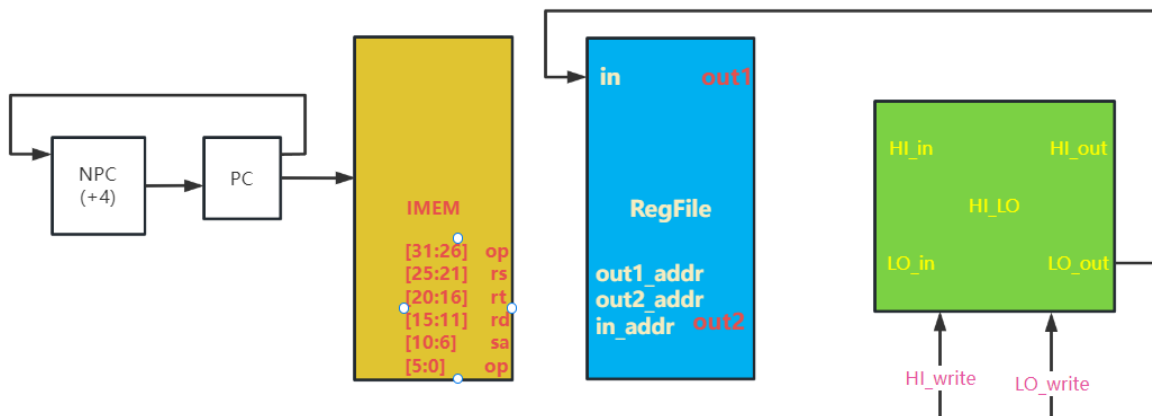 NPC
(+4)
PC
IMEM
[31:26] op
[25:21] rs
[20:16] rt
[15:11] rd
[10:6] sa
[5:0] op
in out1
RegFile
out1_addr
out2_addr
in_addr out2
HI_in HI_out
HI_LO
LO_in LO_out
HI_write LO_write